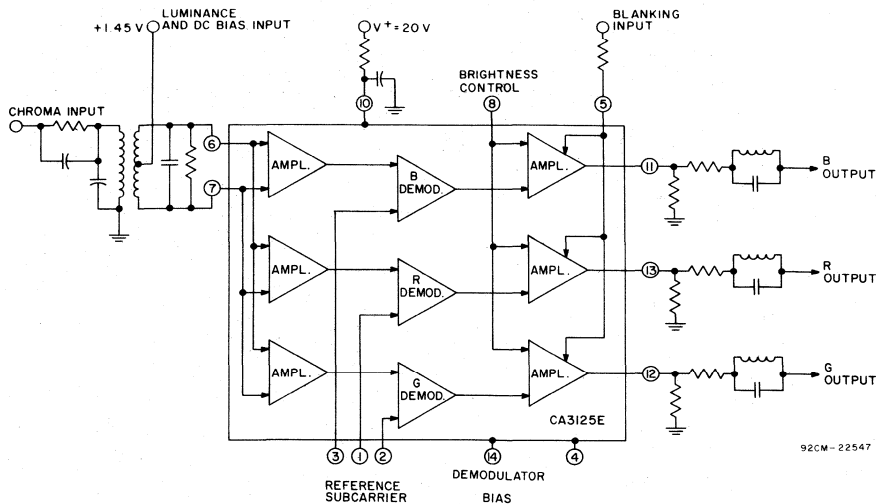 LUMINANCE
AND DC BIAS INPUT
+1.45 V
V+ = 20 V
BLANKING
INPUT
BRIGHTNESS
CONTROL
CHROMA INPUT
10
8
5
6
7
AMPL.
B
DEMOD.
AMPL.
11
B
OUTPUT
AMPL.
R
DEMOD.
AMPL.
13
R
OUTPUT
AMPL.
G
DEMOD.
AMPL.
12
G
OUTPUT
CA3125E
3
1
2
14
4
REFERENCE
SUBCARRIER
DEMODULATOR
BIAS
92CM-22547